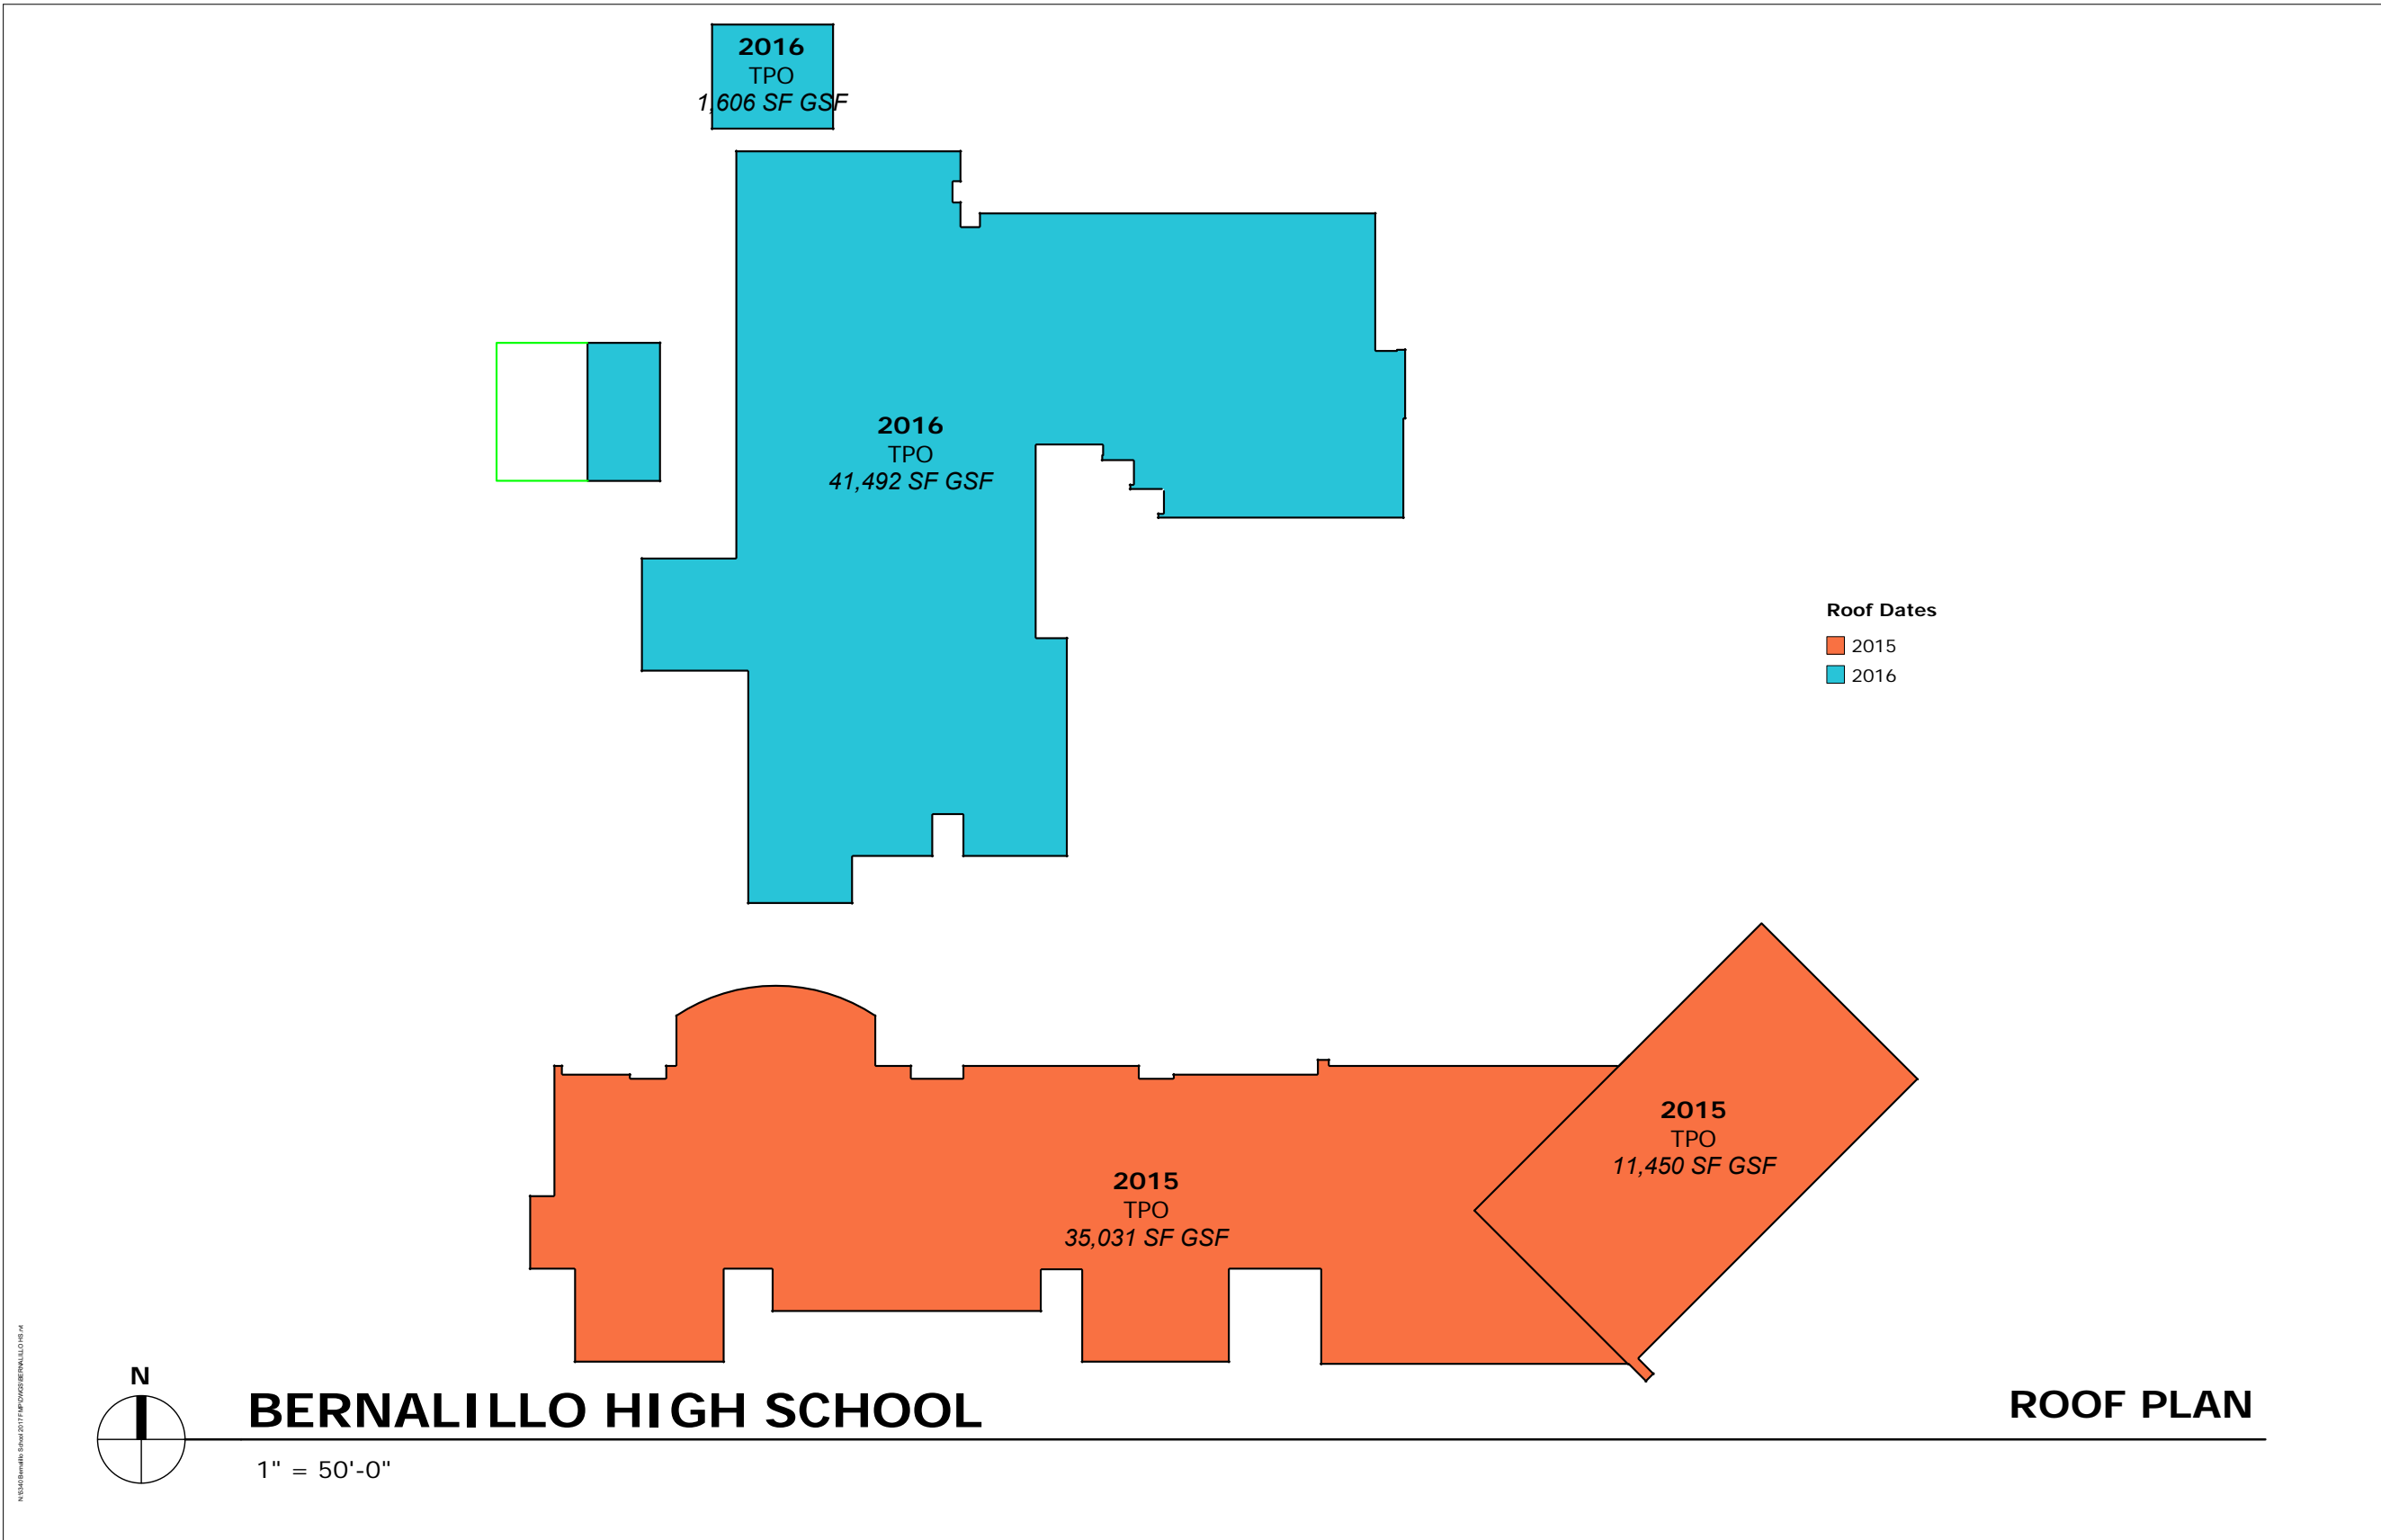 2016
TPO
1,606 SF GSF
2016
TPO
41,492 SF GSF
Roof Dates
2015
2016
2015
TPO
11,450 SF GSF
2015
TPO
35,031 SF GSF
N
BERNALILLO HIGH SCHOOL
ROOF PLAN
1" = 50'-0"